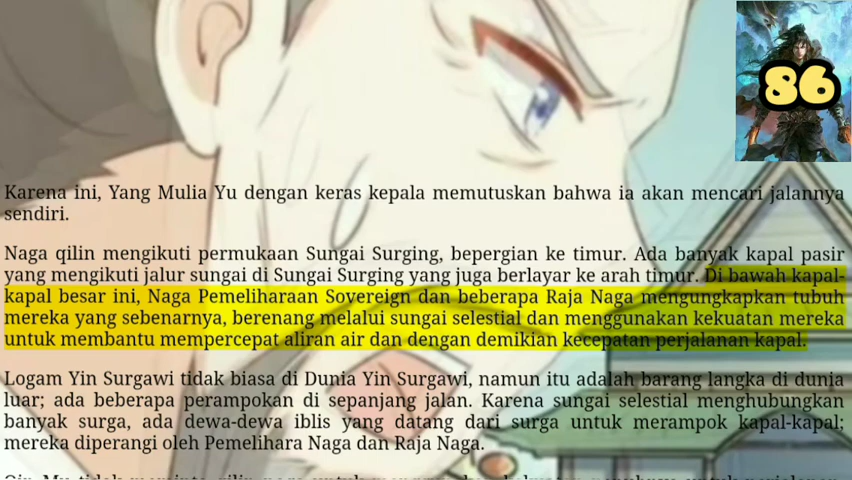 86
Karena ini, Yang Mulia Yu dengan keras kepala memutuskan bahwa ia akan mencari jalannya
sendiri.
Naga qilin mengikuti permukaan Sungai Surging, bepergian ke timur. Ada banyak kapal pasir
yang mengikuti jalur sungai di Sungai Surging yang juga berlayar ke arah timur. Di bawah kapal-
kapal besar ini, Naga Pemeliharaan Sovereign dan beberapa Raja Naga mengungkapkan tubuh
mereka yang sebenarnya, berenang melalui sungai selestial dan menggunakan kekuatan mereka
untuk membantu mempercepat aliran air dan dengan demikian kecepatan perjalanan kapal.
Logam Yin Surgawi tidak biasa di Dunia Yin Surgawi, namun itu adalah barang langka di dunia
luar; ada beberapa perampokan di sepanjang jalan. Karena sungai selestial menghubungkan
banyak surga, ada dewa-dewa iblis yang datang dari surga untuk merampok kapal-kapal;
mereka diperangi oleh Pemelihara Naga dan Raja Naga.